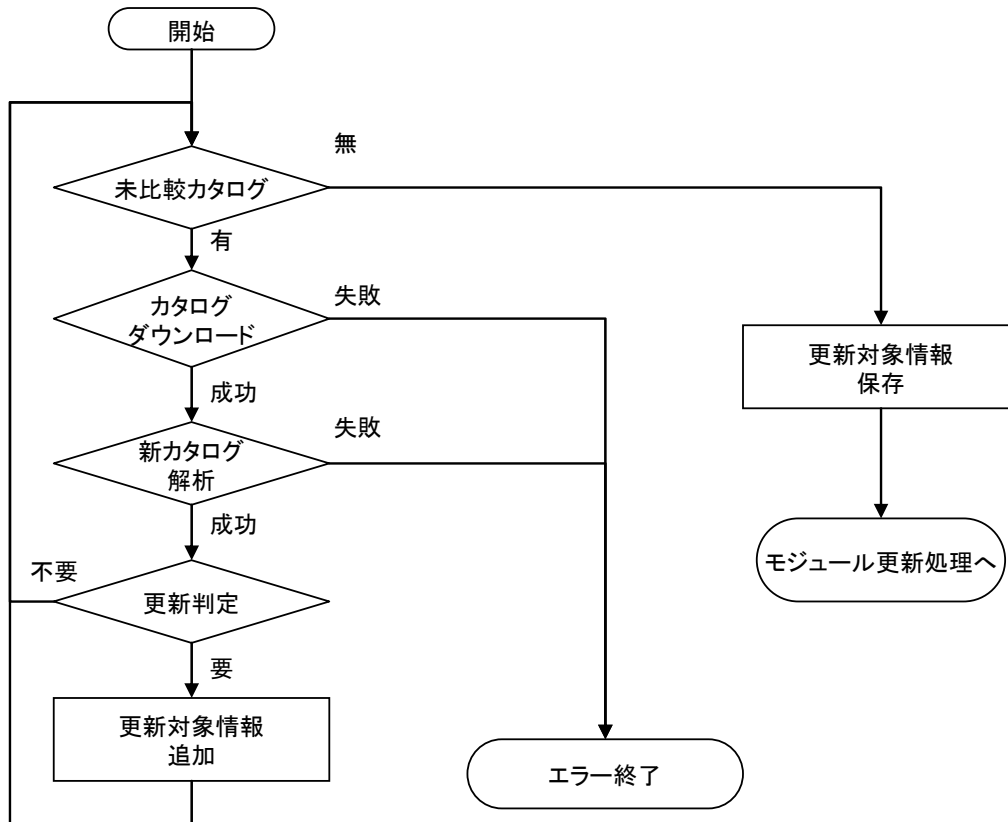 開始
無
未比較カタログ
有
カタログ
ダウンロード
失敗
更新対象情報
保存
成功
新カタログ
解析
失敗
成功
モジュール更新処理へ
不要
更新判定
要
更新対象情報
追加
エラー終了